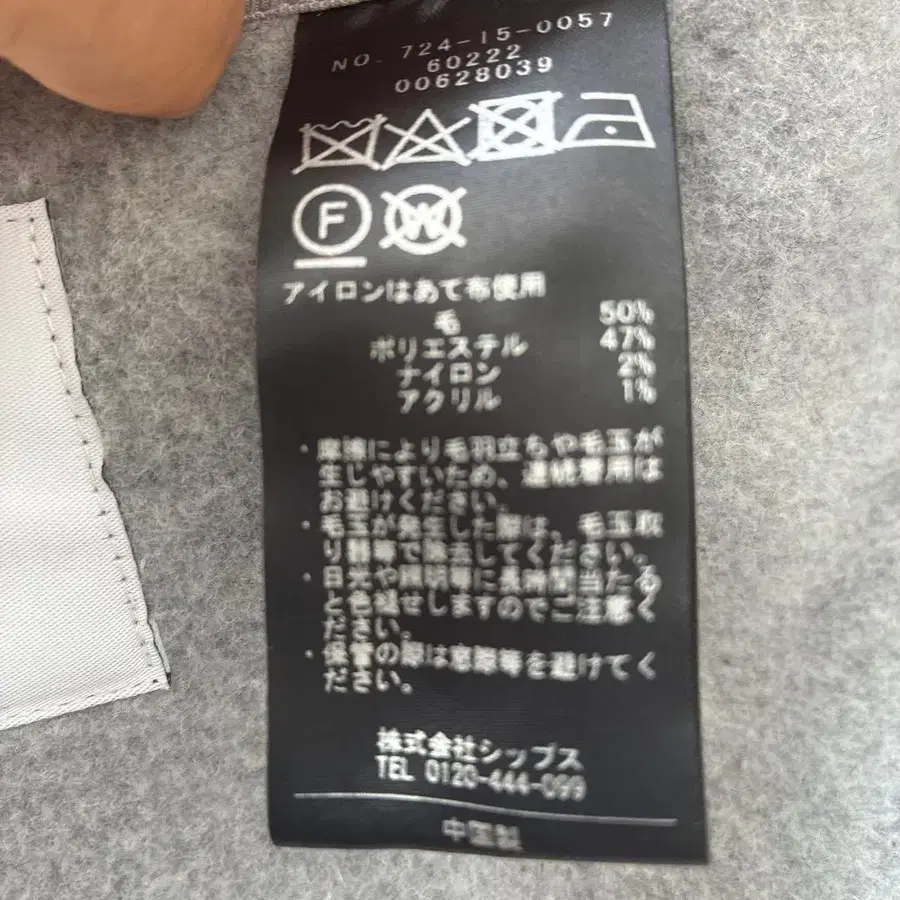 NO. 724-15-0057
60222
00628039
F W
アイロンはあて布使用
毛 50%
ポリエステル 47%
ナイロン 2%
アクリル 1%
・摩擦により毛羽立ちや毛玉が
生じやすいため、連続着用は
お避けください。
・毛玉が発生した際は、毛玉取
り器等で除去してください。
・日光や照明等に長時間当たる
と色褪せしますのでご注意く
ださい。
・保管の際は窓際等を避けてく
ださい。
株式会社シップス
TEL 0120-444-099
中国製